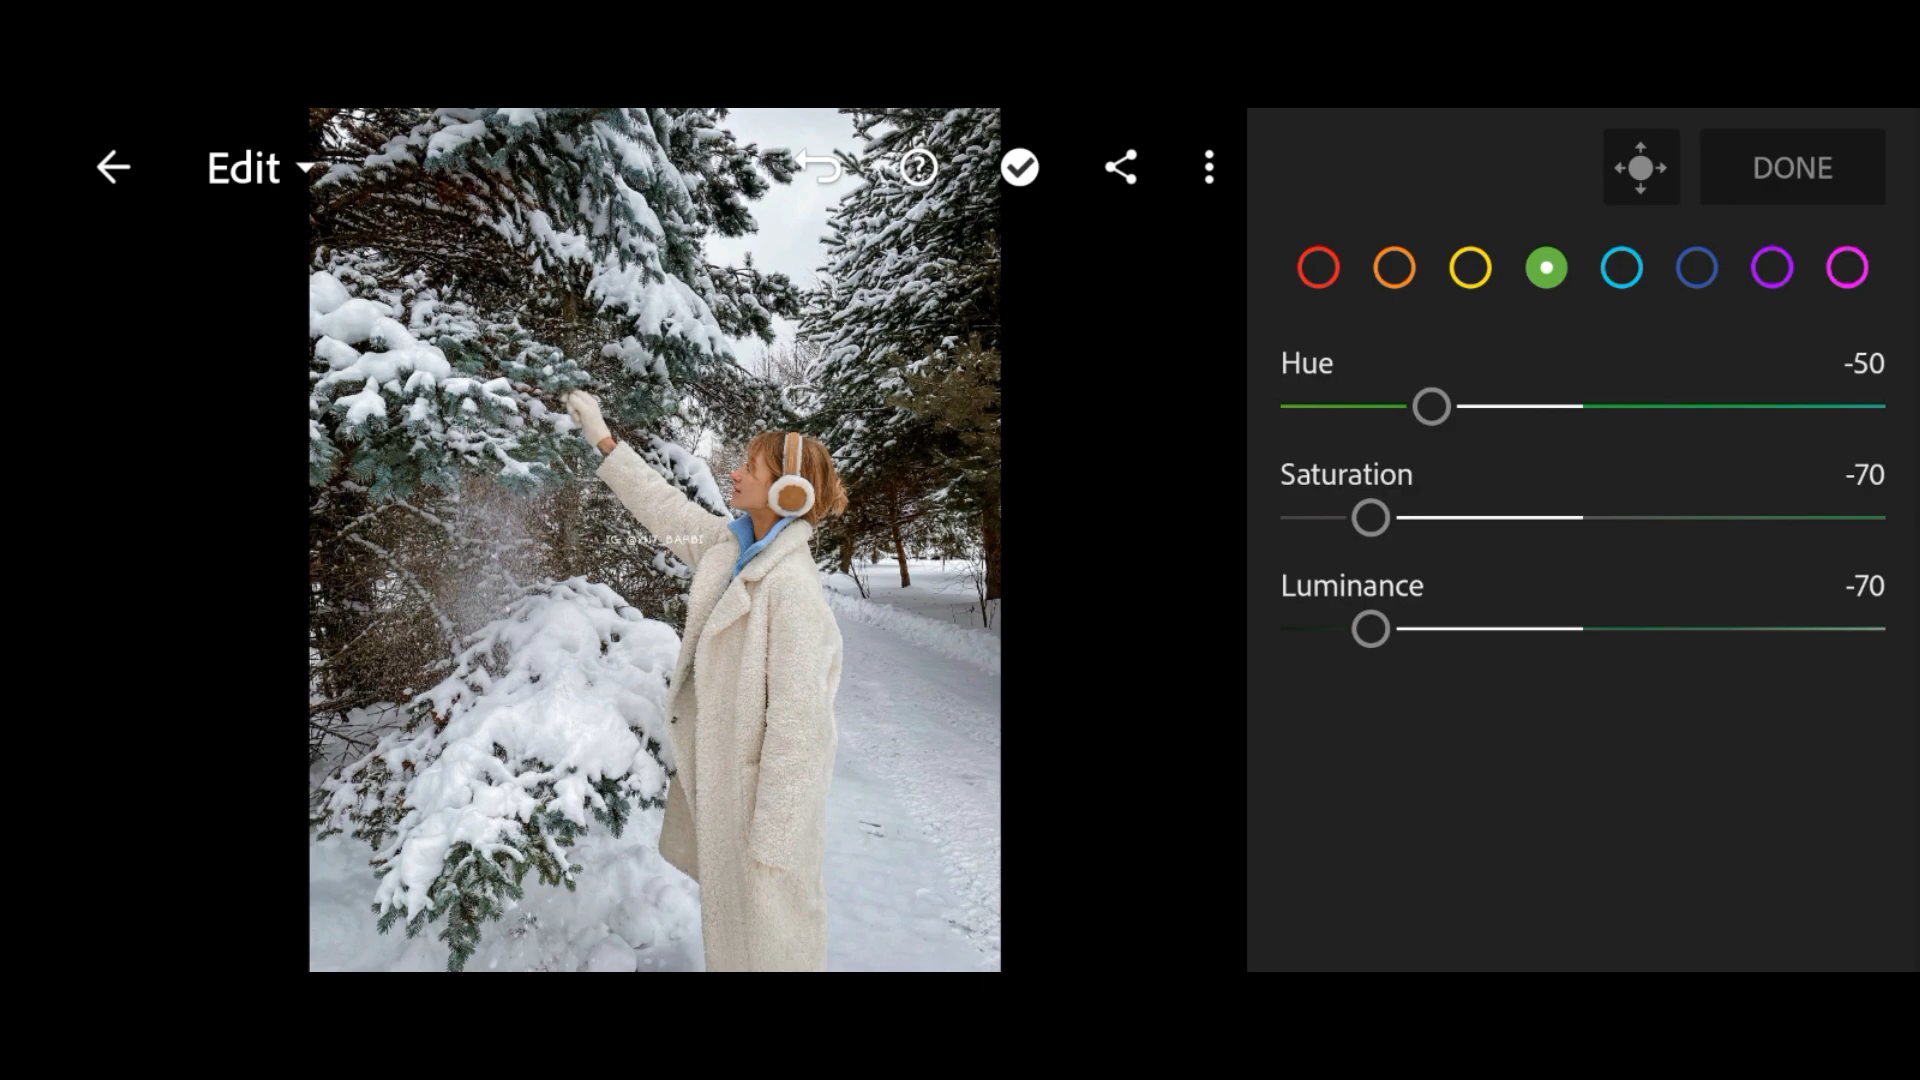 Edit
DONE
Hue -50
Saturation -70
Luminance -70